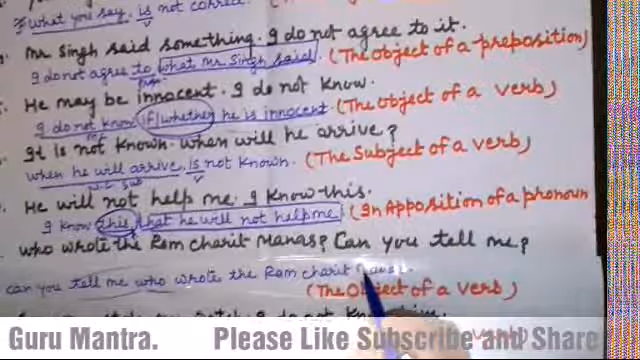 what you say, is not correct
V
Mr Singh said something. I do not agree to it.
I do not agree to what Mr Singh said. (The object of a preposition)
He may be innocent. I do not know.
I do not know if/whether he is innocent (The object of a verb)
It is not known. When will he arrive?
when he will arrive, is not known. (The Subject of a verb)
V
He will not help me. I know this.
I know this that he will not help me (In Apposition of a pronoun
who wrote the Ram charit Manas? Can you tell me?
can you tell me who wrote the Ram charit
(The Object of a verb)
I do not know
Guru Mantra. Please Like Subscribe and Share